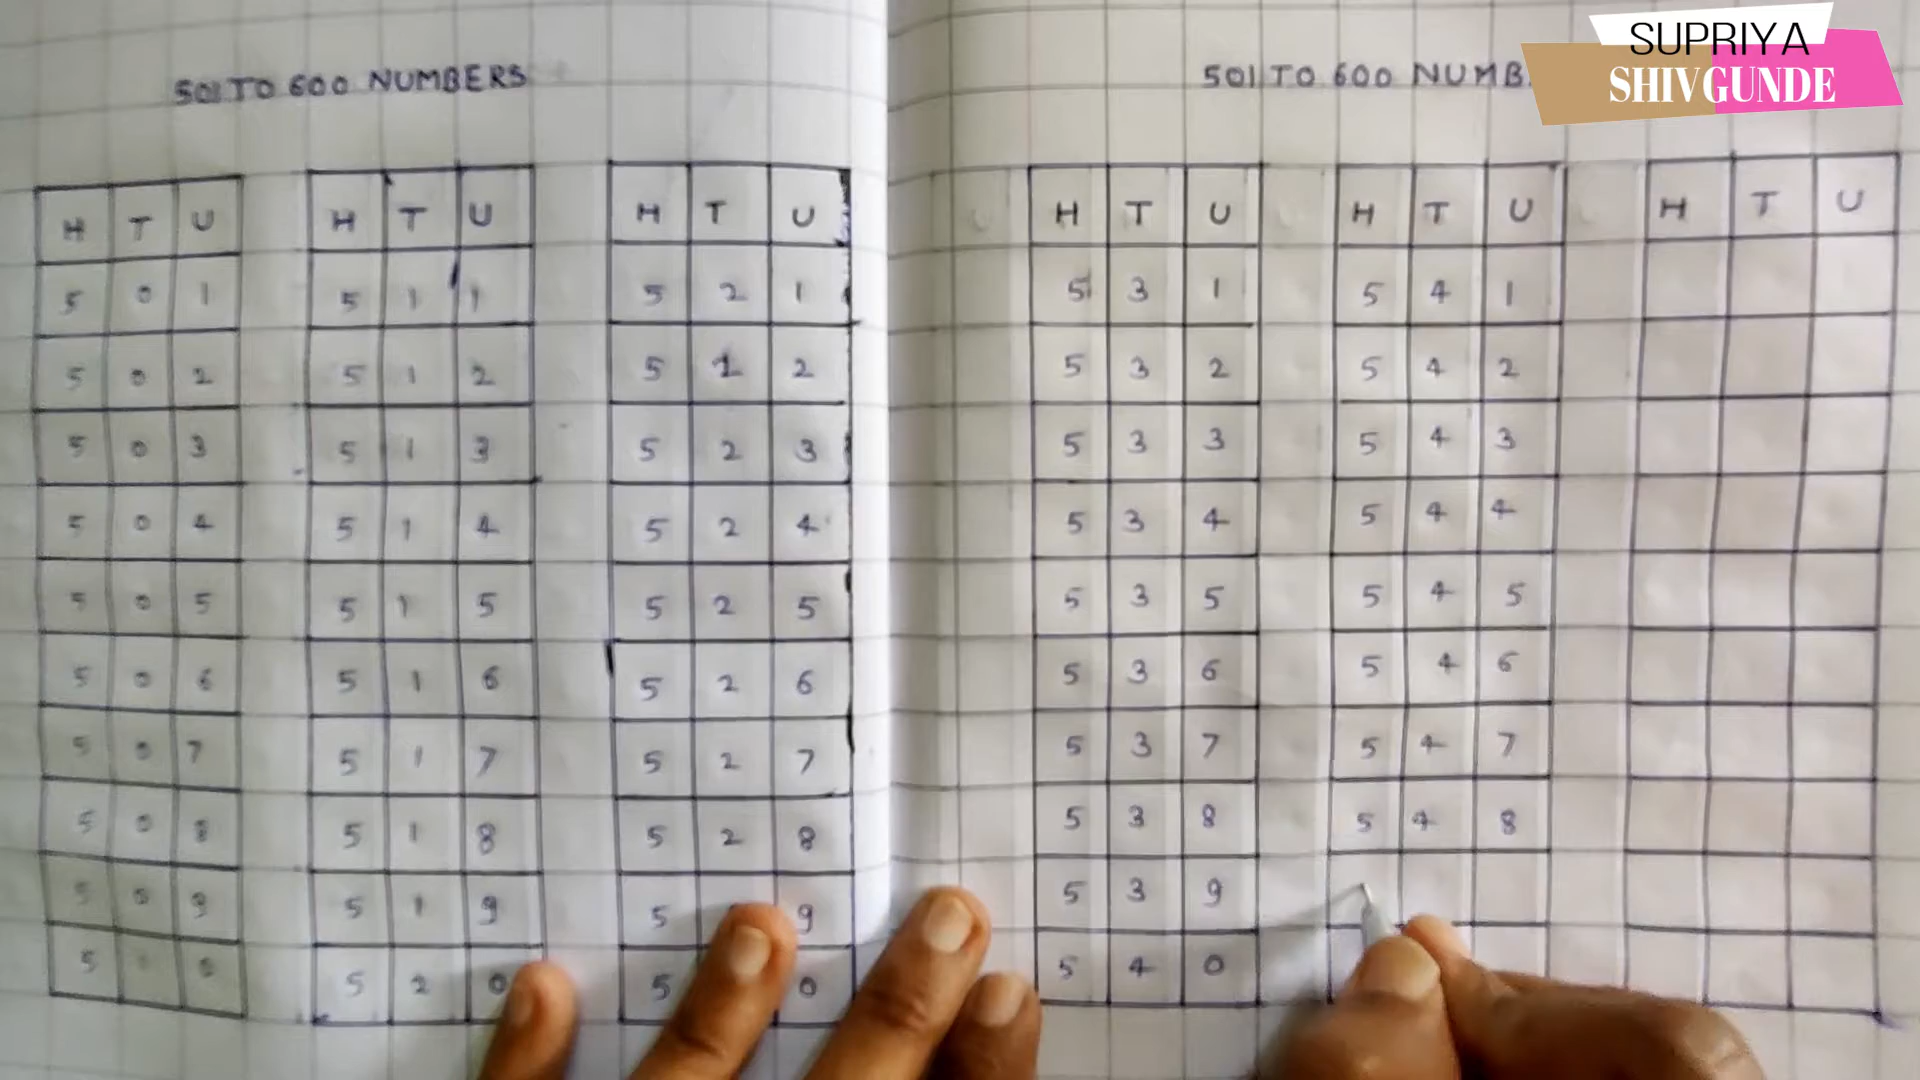 SUPRIYA
SHIVGUNDE
501 TO 600 NUMBERS
H T U
5 0 1
5 0 2
5 0 3
5 0 4
5 0 5
5 0 6
5 0 7
5 0 8
5 0 9
5 1 0
H T U
5 1 1
5 1 2
5 1 3
5 1 4
5 1 5
5 1 6
5 1 7
5 1 8
5 1 9
5 2 0
H T U
5 2 1
5 2 2
5 2 3
5 2 4
5 2 5
5 2 6
5 2 7
5 2 8
5 9
5 0
501 TO 600 NUMB
H T U
5 3 1
5 3 2
5 3 3
5 3 4
5 3 5
5 3 6
5 3 7
5 3 8
5 3 9
5 4 0
H T U
5 4 1
5 4 2
5 4 3
5 4 4
5 4 5
5 4 6
5 4 7
5 4 8
H T U